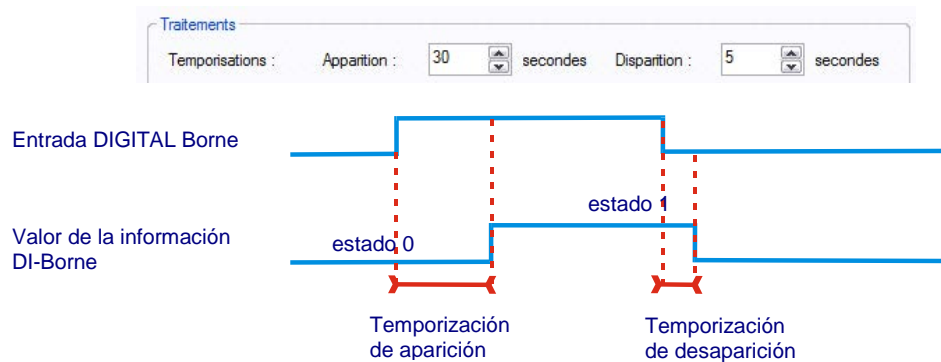 Traitements
Temporisations : Apparition : 30 secondes Disparition : 5 secondes
Entrada DIGITAL Borne
estado 1
Valor de la información
DI-Borne
estado 0
Temporización
de aparición
Temporización
de desaparición